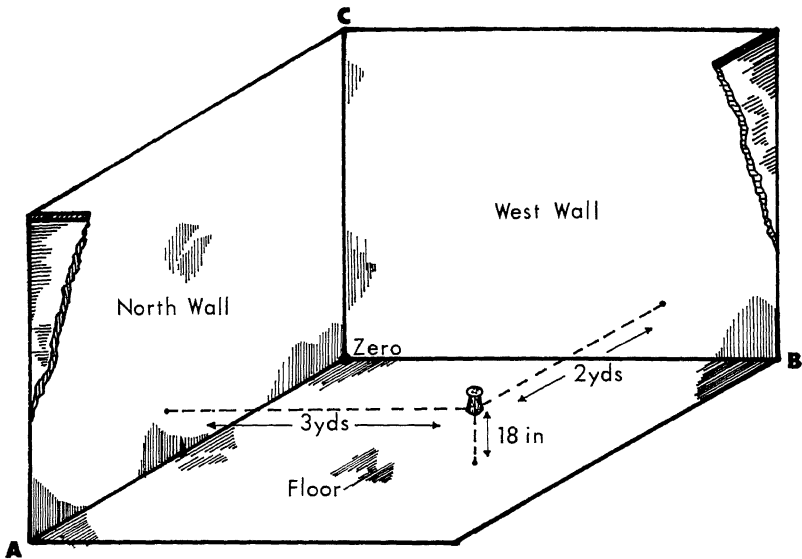 C
West Wall
North Wall
Zero
B
2yds
3yds
18 in
Floor
A